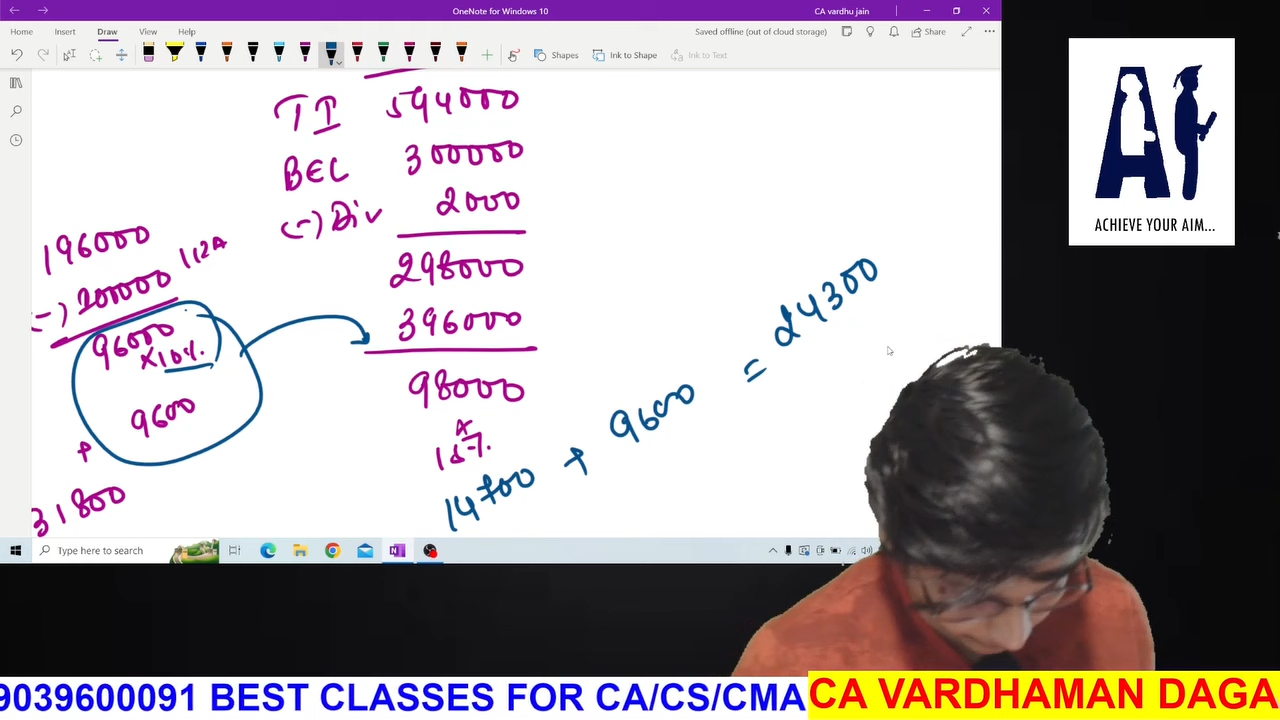 OneNote for Windows 10
CA vardhu jain
Home Insert Draw View Help
Saved offline (out of cloud storage)
Share
Shapes
Ink to Shape
Ink to Text
TI 594000
BEL 300000
(-) Div 2000
298000
396000
98000
x
15%
14700 + 9600 = 24300
196000
(-) 200000 112A
96000
x10%.
9600
+
31800
Type here to search
ACHIEVE YOUR AIM...
9039600091 BEST CLASSES FOR CA/CS/CMA
CA VARDHAMAN DAGA